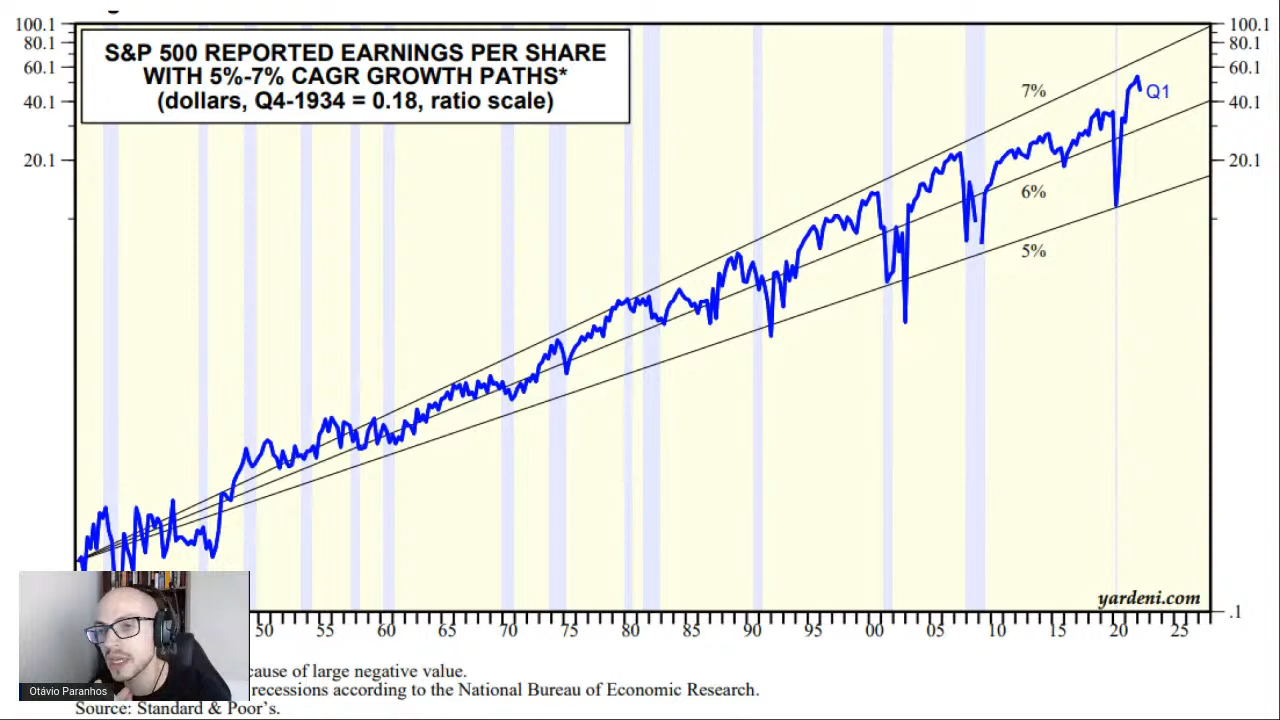 100.1
80.1
60.1
40.1
20.1
S&P 500 REPORTED EARNINGS PER SHARE
WITH 5%-7% CAGR GROWTH PATHS*
(dollars, Q4-1934 = 0.18, ratio scale)
7%
Q1
6%
5%
100.1
80.1
60.1
40.1
20.1
.1
yardeni.com
50 55 60 65 70 75 80 85 90 95 00 05 10 15 20 25
cause of large negative value.
recessions according to the National Bureau of Economic Research.
Source: Standard & Poor's.
Otávio Paranhos